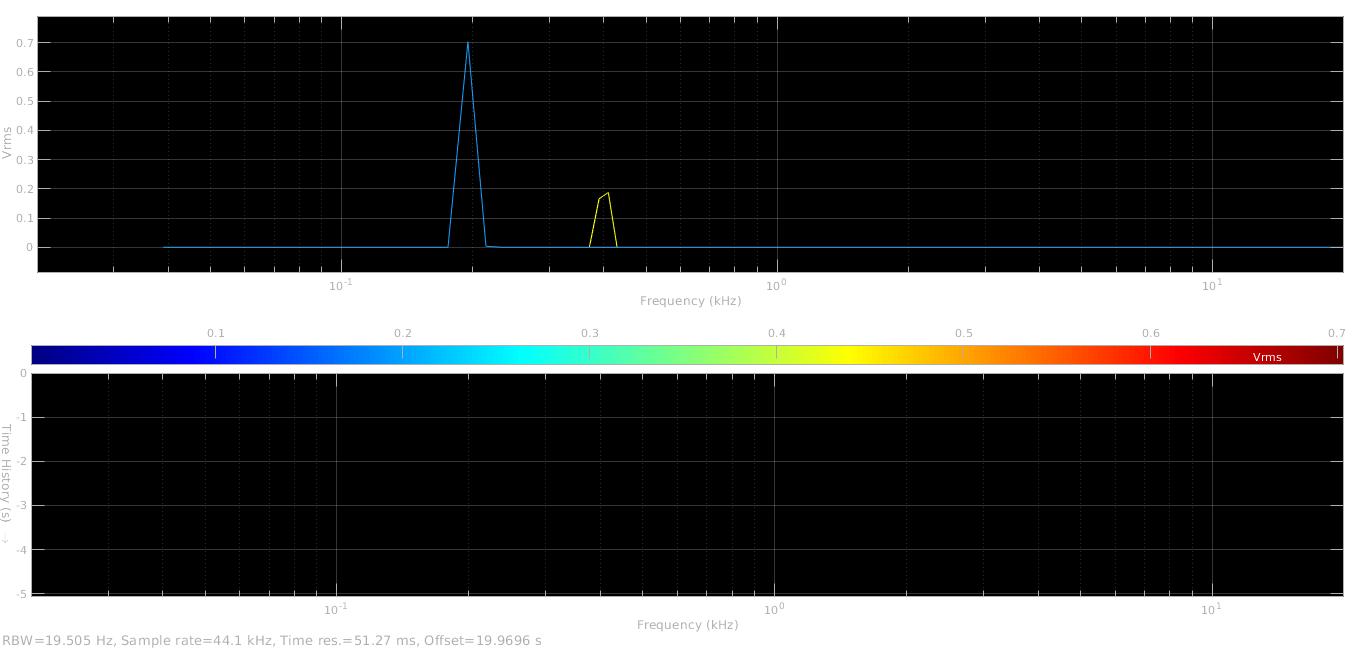 0.7
0.6
0.5
0.4
0.3
0.2
0.1
0
Vrms
10^-1 10^0 10^1
Frequency (kHz)
0.1 0.2 0.3 0.4 0.5 0.6 0.7
Vrms
0
-1
-2
-3
-4
-5
Time History (s)
10^-1 10^0 10^1
Frequency (kHz)
RBW=19.505 Hz, Sample rate=44.1 kHz, Time res.=51.27 ms, Offset=19.9696 s